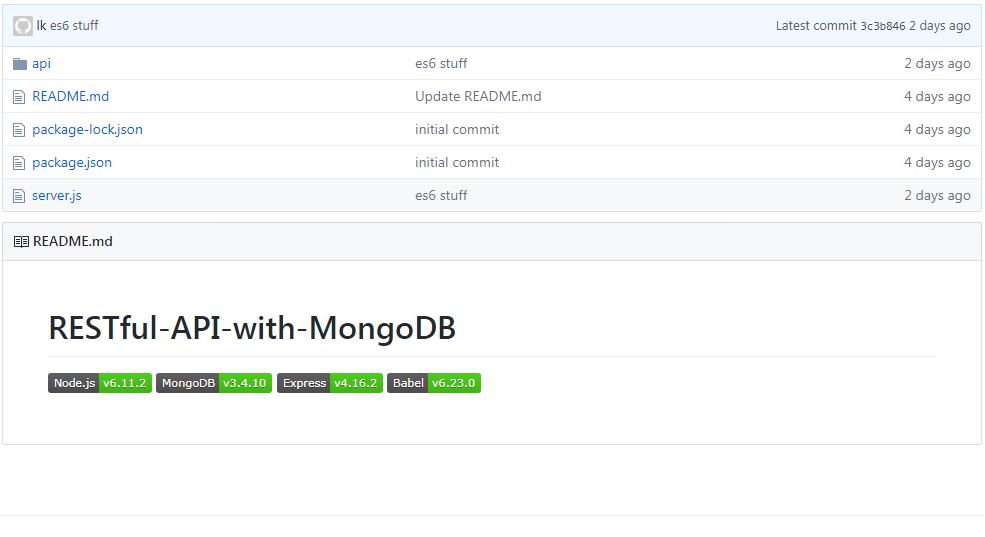 lk es6 stuff Latest commit 3c3b846 2 days ago
api es6 stuff 2 days ago
README.md Update README.md 4 days ago
package-lock.json initial commit 4 days ago
package.json initial commit 4 days ago
server.js es6 stuff 2 days ago
README.md
RESTful-API-with-MongoDB
Node.js v6.11.2 MongoDB v3.4.10 Express v4.16.2 Babel v6.23.0